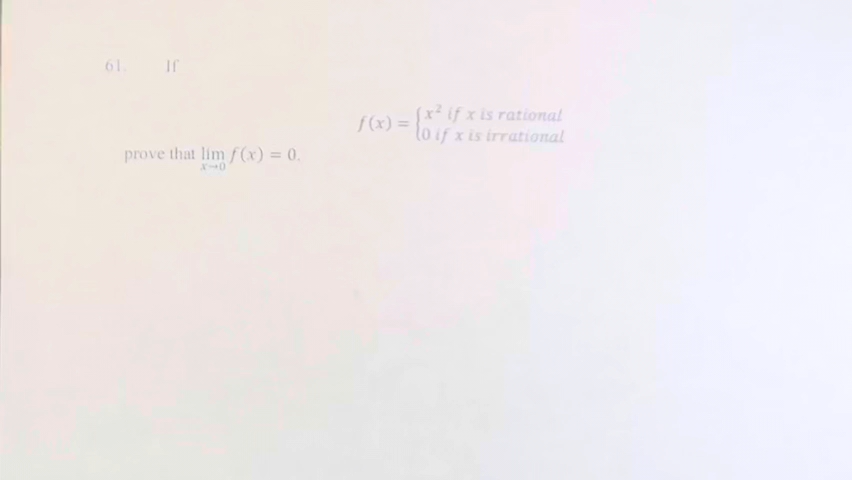 61. If
f(x) = {x² if x is rational
0 if x is irrational
prove that lim f(x) = 0.
x→0